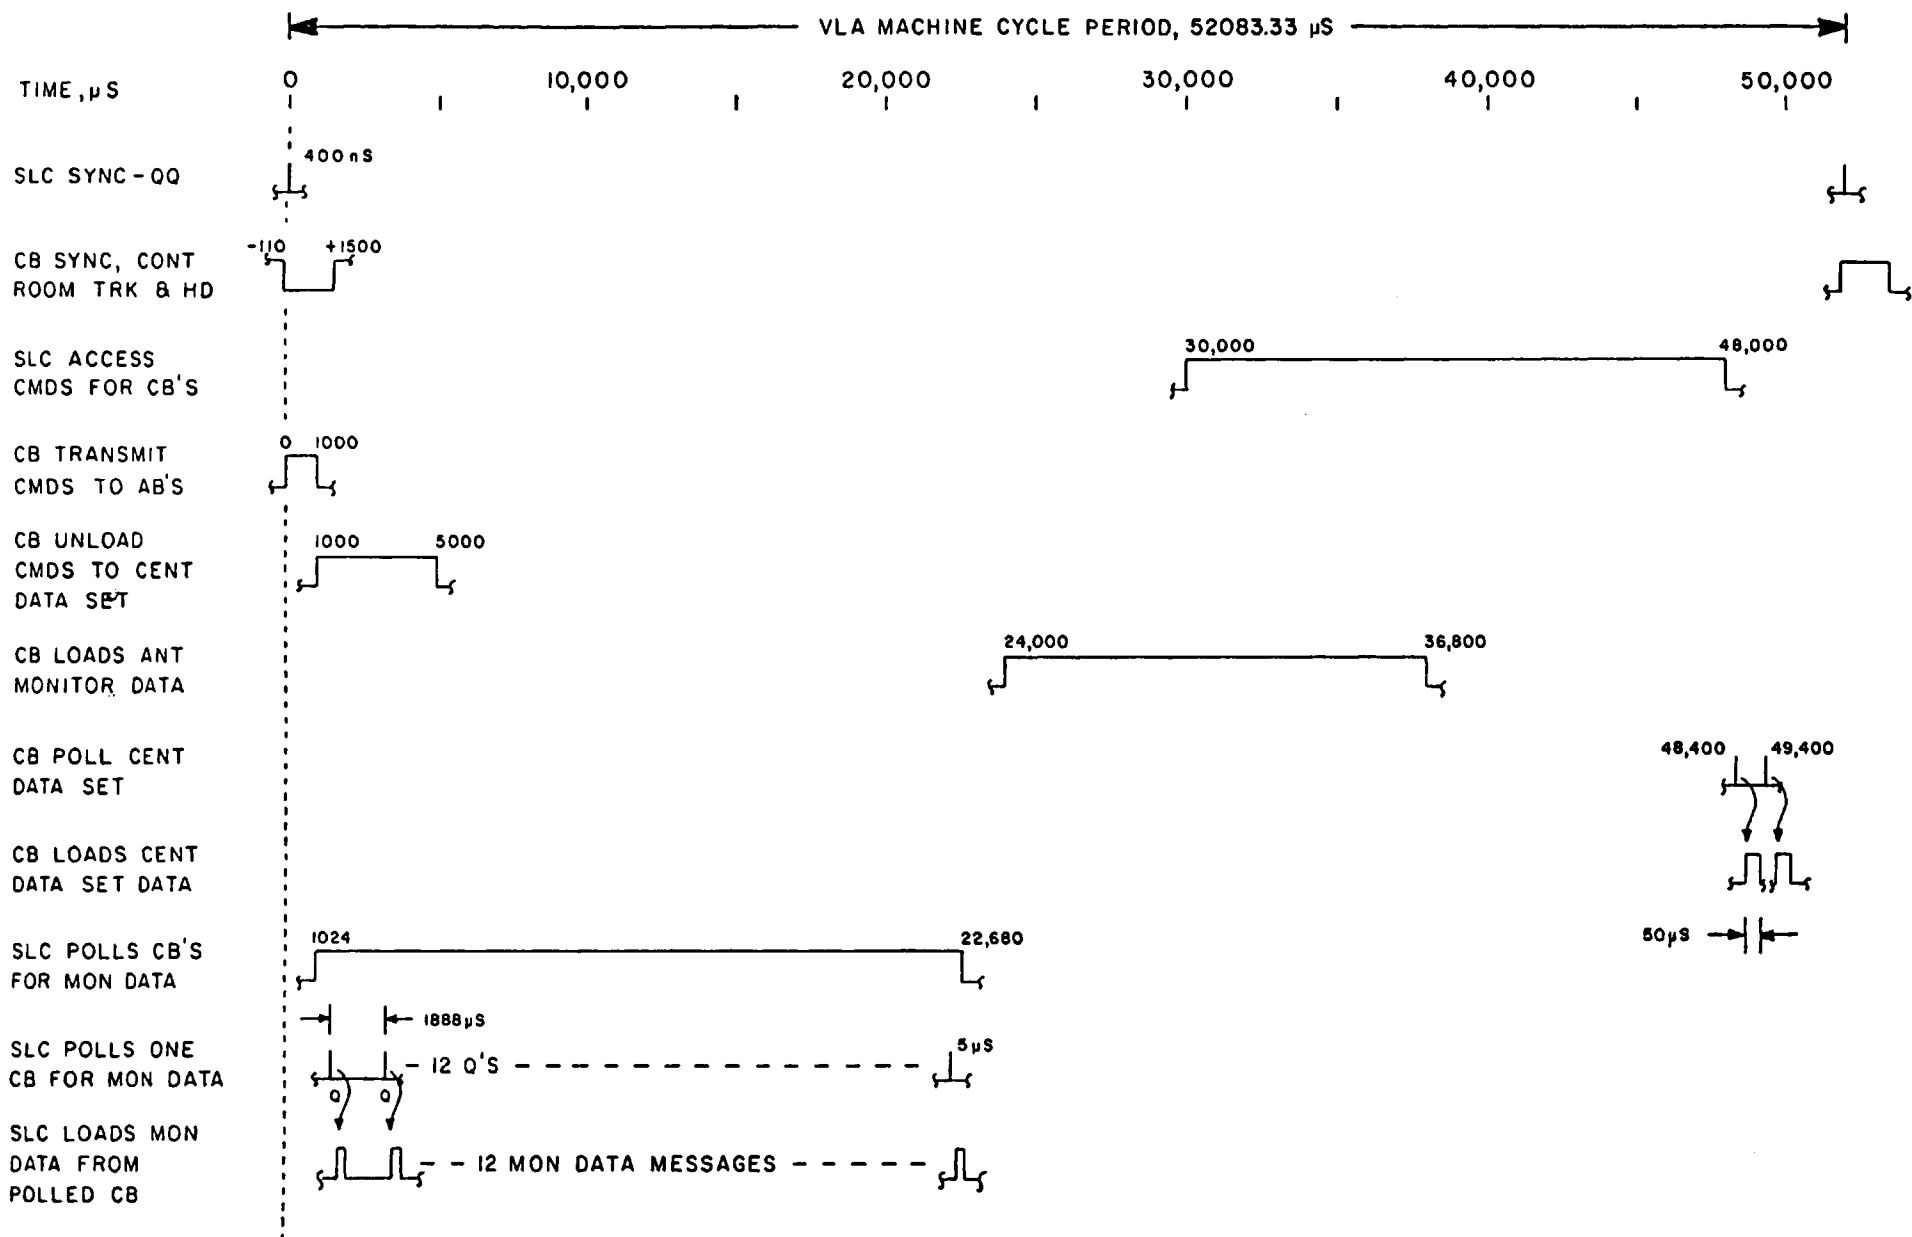 VLA MACHINE CYCLE PERIOD, 52083.33 µS
TIME, µS 0 10,000 20,000 30,000 40,000 50,000
400 nS
SLC SYNC-QQ
-110 +1500
CB SYNC, CONT
ROOM TRK & HD
SLC ACCESS
CMDS FOR CB'S
30,000 48,000
CB TRANSMIT
CMDS TO AB'S
0 1000
CB UNLOAD
CMDS TO CENT
DATA SET
1000 5000
CB LOADS ANT
MONITOR DATA
24,000 36,800
CB POLL CENT
DATA SET
48,400 49,400
CB LOADS CENT
DATA SET DATA
50µS
SLC POLLS CB'S
FOR MON DATA
1024 22,680
1888µS
SLC POLLS ONE
CB FOR MON DATA
12 Q'S
5µS
Q Q
SLC LOADS MON
DATA FROM
POLLED CB
12 MON DATA MESSAGES